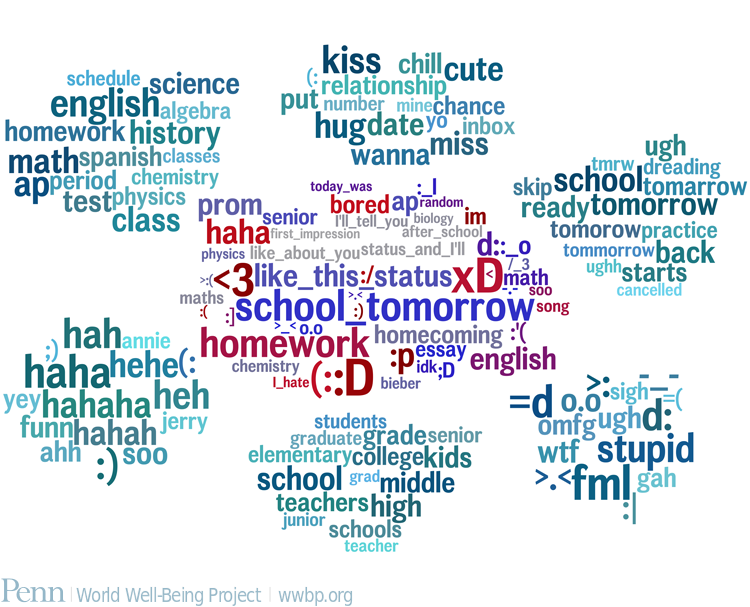 schedule science
english algebra
homework history
math spanish classes
ap period chemistry
test physics
class
kiss chill cute
(: relationship
put number mine chance
hug date yo inbox
wanna miss
ugh
tmrw dreading
skip school tomarrow
ready tomorrow
tomorow practice
tommorrow back
ughh starts
cancelled
today_was :_l
prom bored ap random
senior I'll_tell_you biology im
haha first_impression after_school
physics like_about_you status_and_I'll d: :_o
>:( <3 like_this :/ status xD < /_3 math
maths >.< -.- soo
:( :] school_tomorrow :) song
>_< o.o
homework homecoming :'(
chemistry :p essay english
I_hate (: :D idk ;D
bieber
hah annie
;) hehe (:
haha
yey hahaha heh
funn hahah jerry
ahh :) soo
students
graduate grade senior
elementary college kids
school grad middle
teachers high
junior schools
teacher
>: -_-
=d o.o sigh =(
omfg ugh d:
wtf stupid
>.< fml gah
:|
Penn | World Well-Being Project | wwbp.org